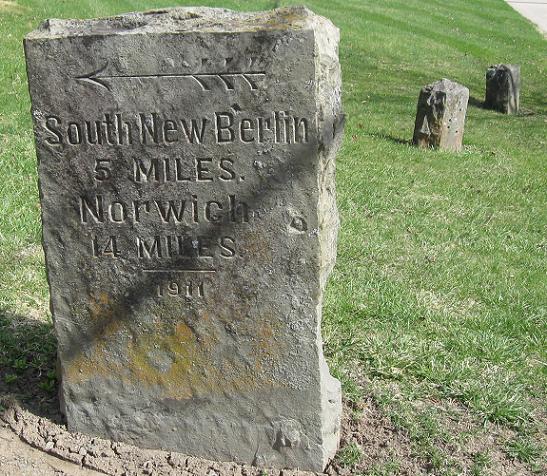 South New Berlin
5 MILES.
Norwich
14 MILES.
1911